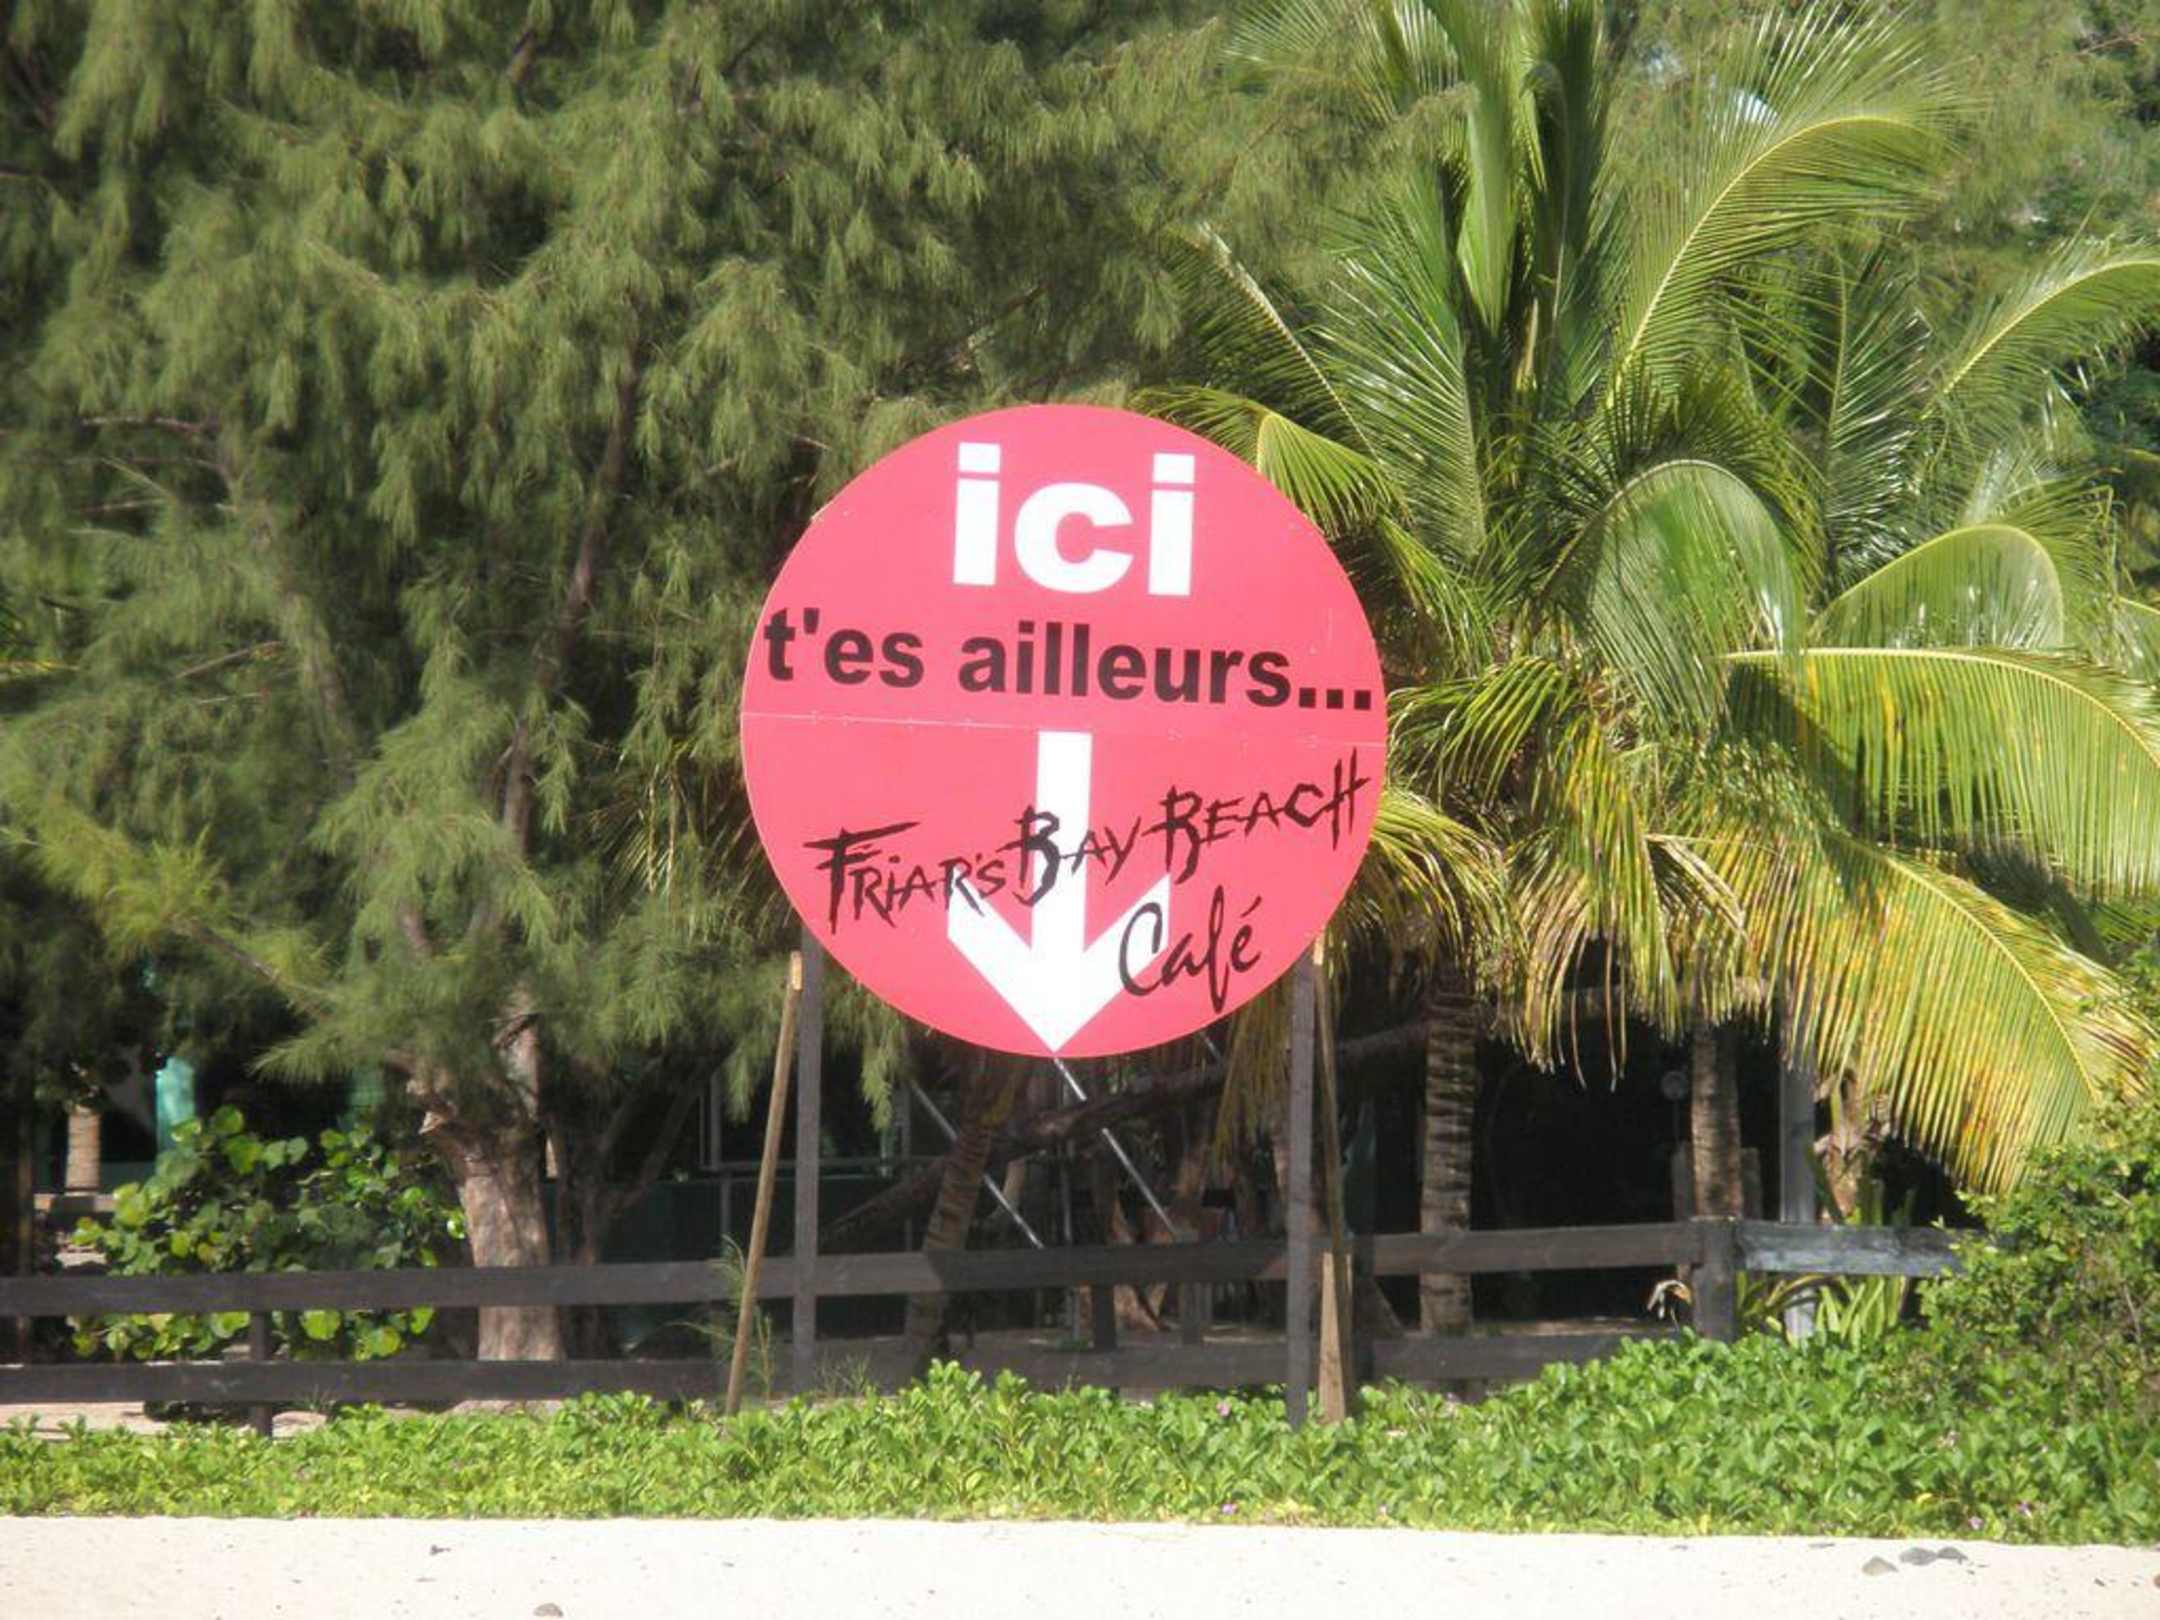 ici
t'es ailleurs...
FRIAR'S BAY BEACH
Café